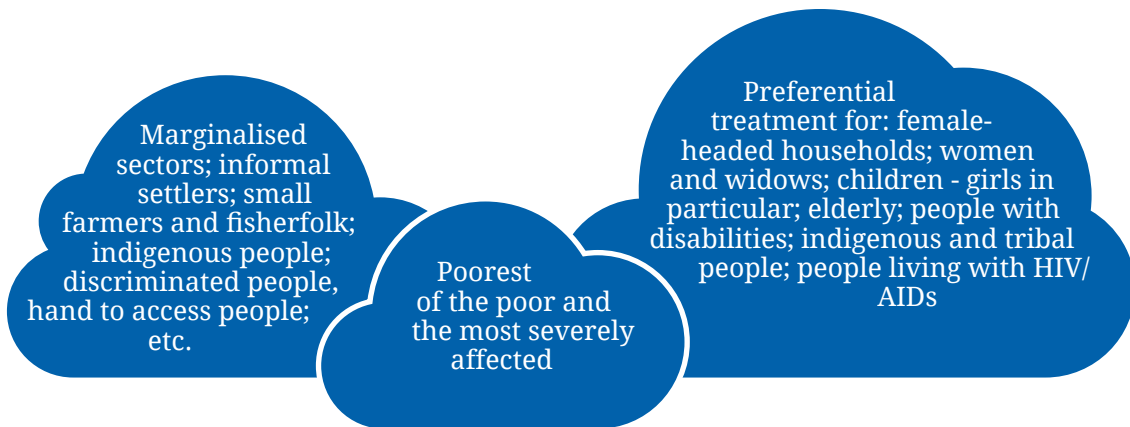 Marginalised
sectors; informal
settlers; small
farmers and fisherfolk;
indigenous people;
discriminated people,
hand to access people;
etc.
Poorest
of the poor and
the most severely
affected
Preferential
treatment for: female-
headed households; women
and widows; children - girls in
particular; elderly; people with
disabilities; indigenous and tribal
people; people living with HIV/
AIDs